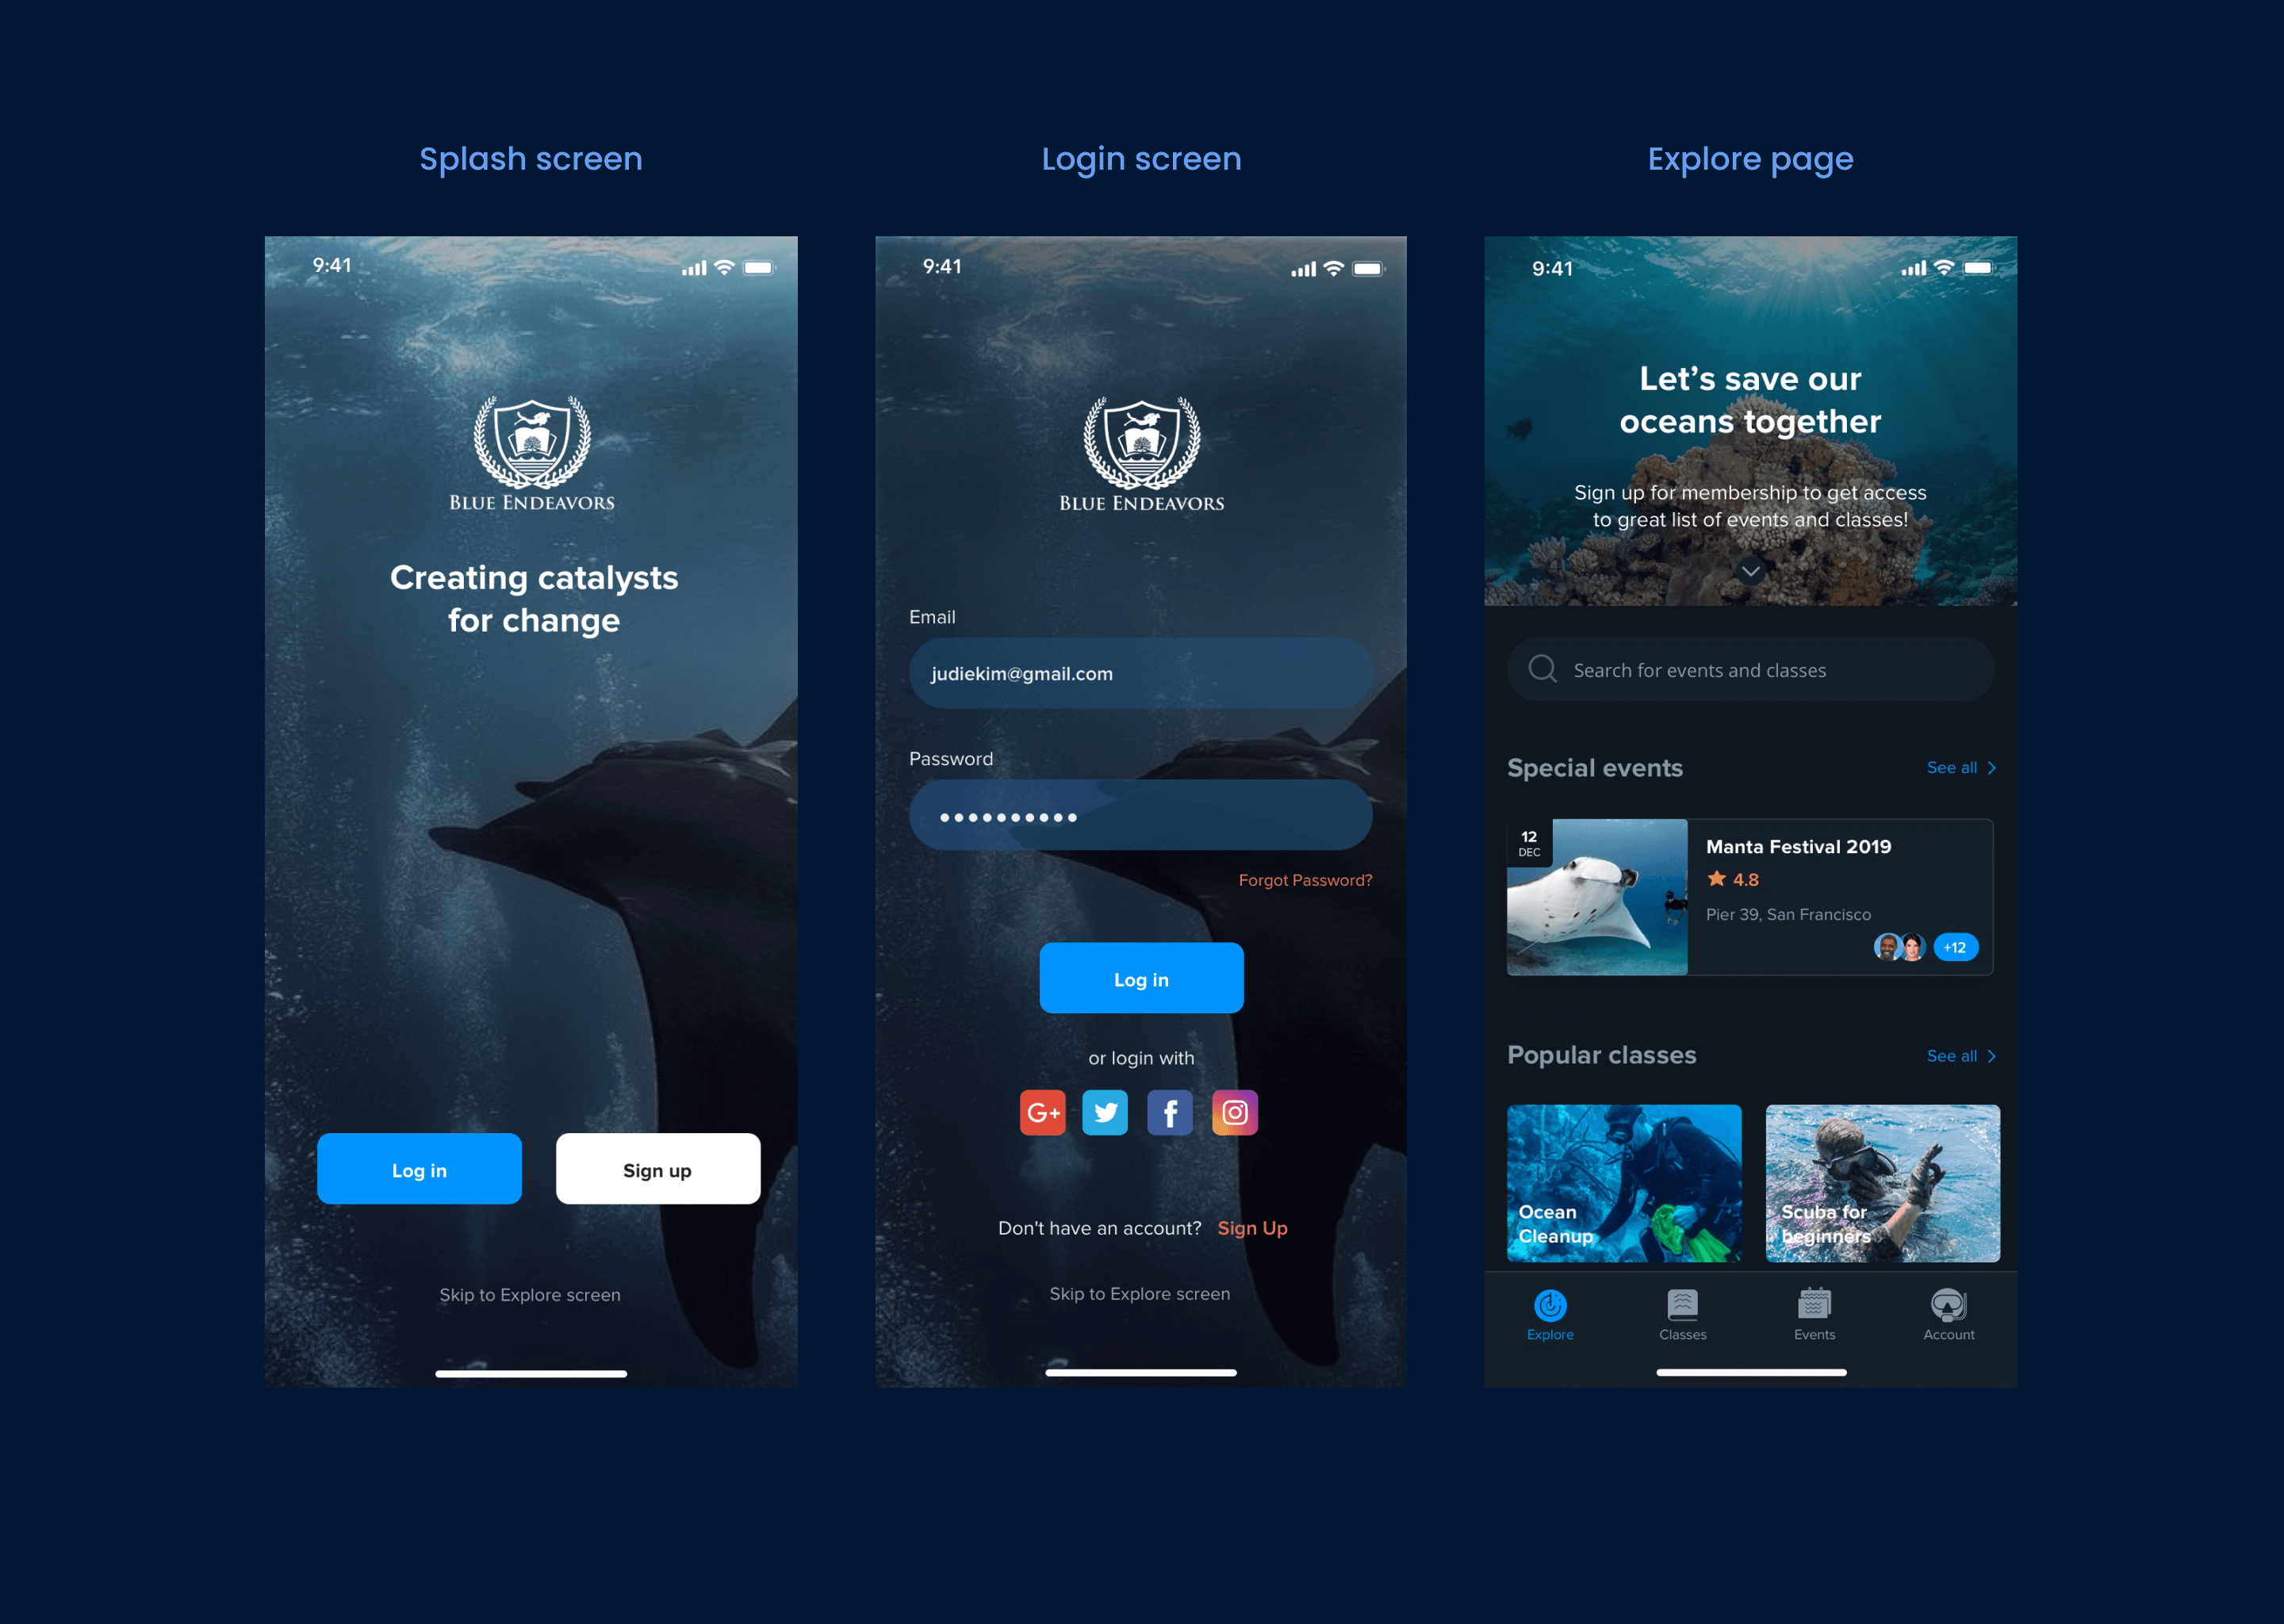 Splash screen
9:41
BLUE ENDEAVORS
Creating catalysts
for change
Log in
Sign up
Skip to Explore screen
Login screen
9:41
BLUE ENDEAVORS
Email
judiekim@gmail.com
Password
Forgot Password?
Log in
or login with
G+
f
Don't have an account? Sign Up
Skip to Explore screen
Explore page
9:41
Let’s save our
oceans together
Sign up for membership to get access
to great list of events and classes!
Search for events and classes
Special events
See all
12
DEC
Manta Festival 2019
4.8
Pier 39, San Francisco
+12
Popular classes
See all
Ocean
Cleanup
Scuba for
beginners
Explore
Classes
Events
Account